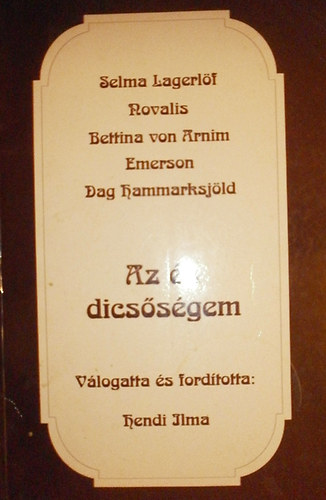 Selma Lagerlöf
Novalis
Bettina von Arnim
Emerson
Dag Hammarksjöld
Az
dicsőségem
Válogatta és fordította:
Hendi Ilma